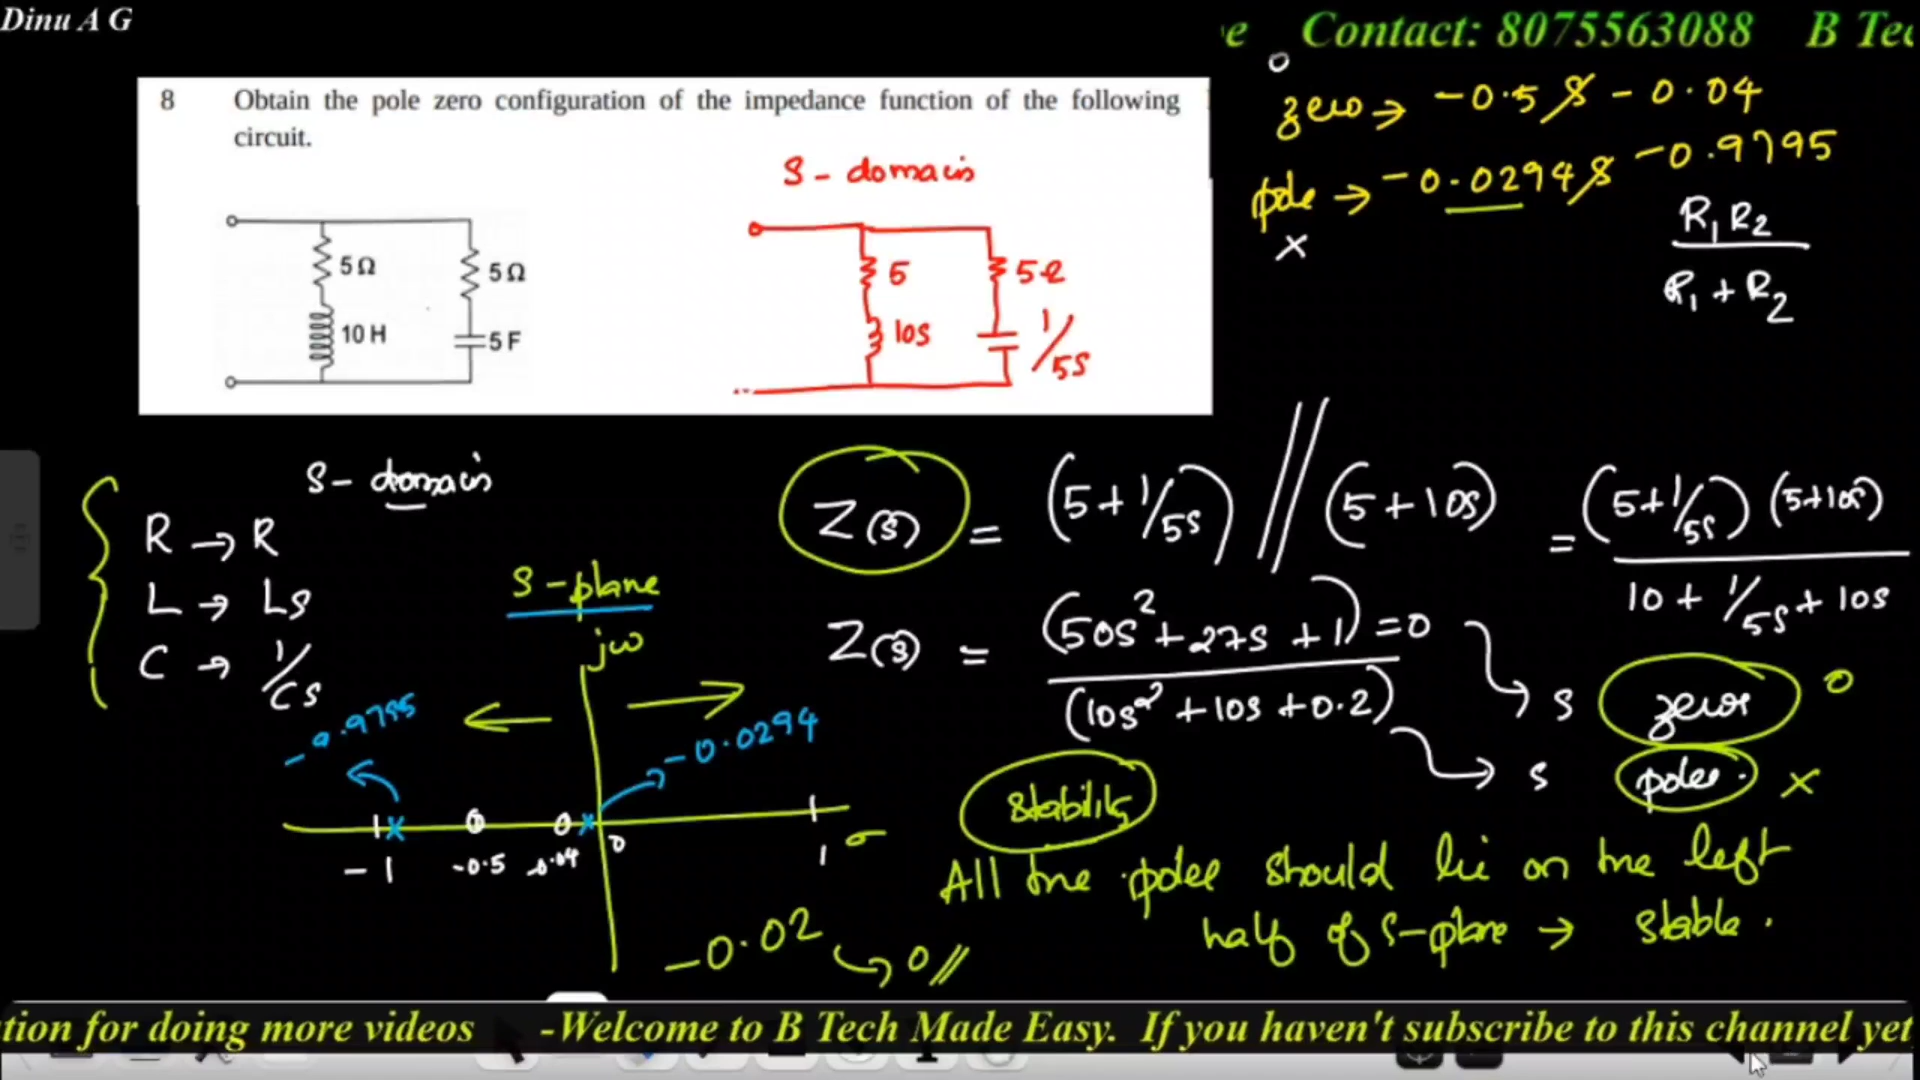 Dinu A G
e Contact: 8075563088 B Tec
8 Obtain the pole zero configuration of the impedance function of the following
circuit.
5Ω
10 H
5Ω
5 F
S - domain
5
10s
5Ω
1/5s
zero → -0.5 & -0.04
pole → -0.0294 & -0.9795
x
R1 R2
R1 + R2
S - domain
R → R
L → Ls
C → 1/Cs
Z(s) = (5+1/5s) // (5+10s) = (5+1/5s) (5+10s)
10 + 1/5s + 10s
Z(s) = (50s² + 27s + 1) = 0
(10s² + 10s + 0.2)
s zeros o
s poles. x
S - plane
jω
-0.9795
-0.0294
-1 -0.5 -0.04 0 1 σ
-0.02 → 0//
Stability
All the poles should lie on the left
half of s-plane → stable.
tion for doing more videos -Welcome to B Tech Made Easy. If you haven't subscribe to this channel yet